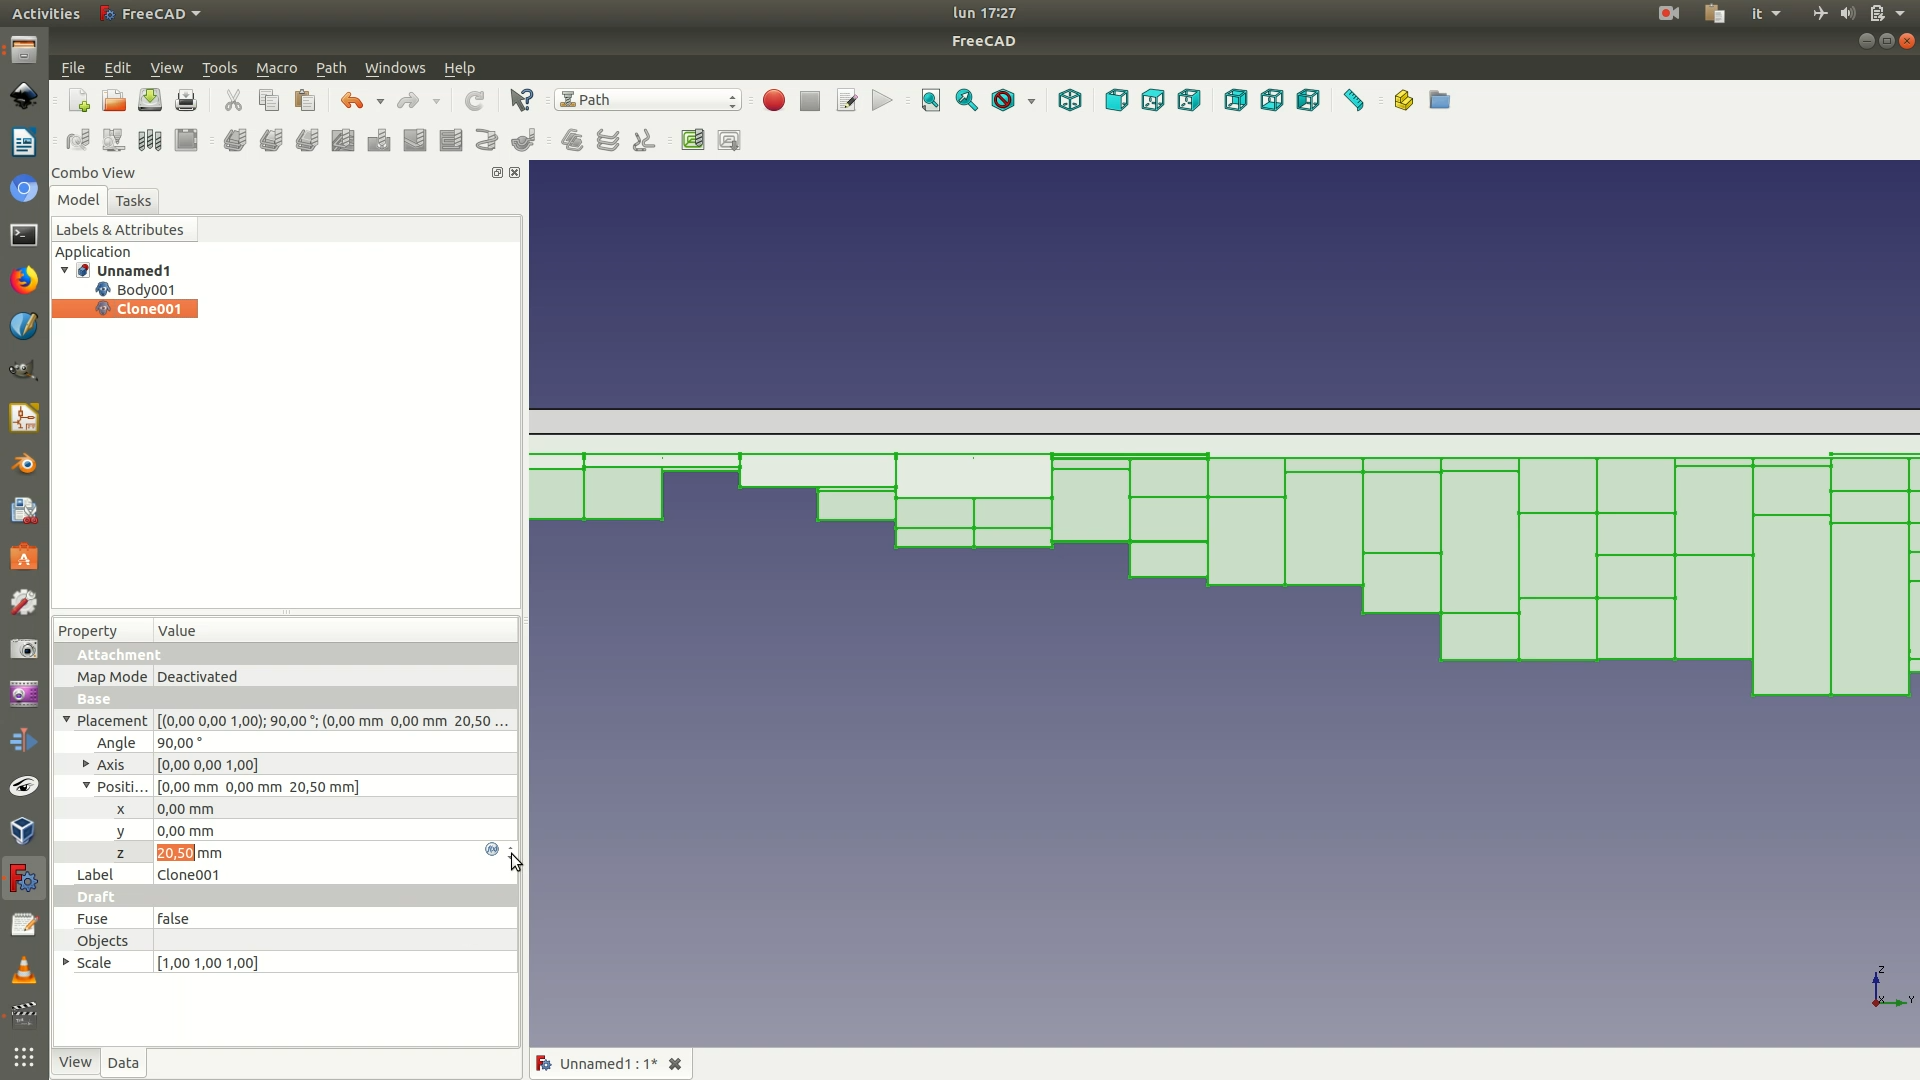 Activities FreeCAD lun 17:27 it
FreeCAD
File Edit View Tools Macro Path Windows Help
Path
Combo View
Model Tasks
Labels & Attributes
Application
Unnamed1
Body001
Clone001
Property Value
Attachment
Map Mode Deactivated
Base
Placement [(0,00 0,00 1,00); 90,00 °; (0,00 mm 0,00 mm 20,50 ...
Angle 90,00 °
Axis [0,00 0,00 1,00]
Positi... [0,00 mm 0,00 mm 20,50 mm]
x 0,00 mm
y 0,00 mm
z 20,50 mm
Label Clone001
Draft
Fuse false
Objects
Scale [1,00 1,00 1,00]
Z
X Y
View Data
Unnamed1 : 1*